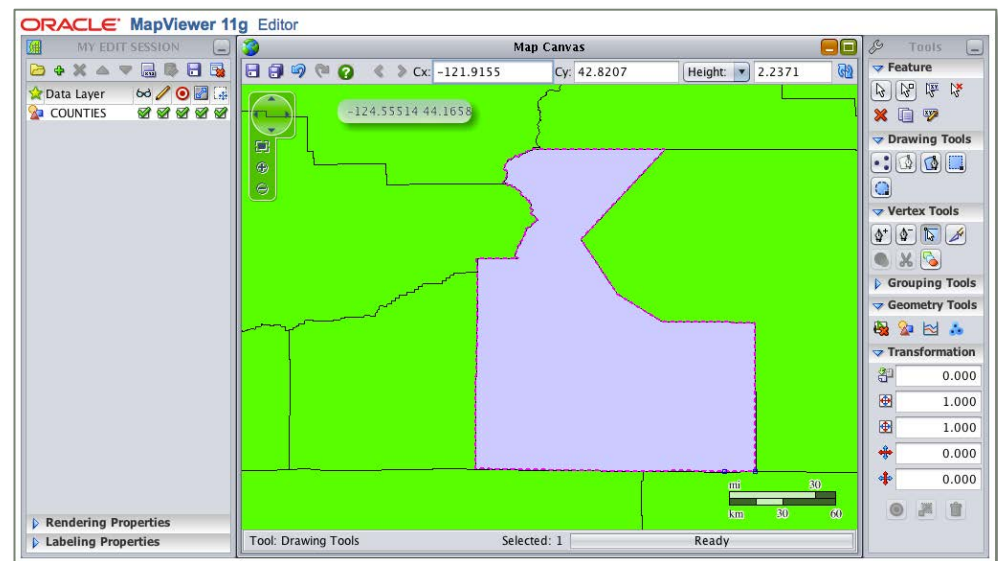 ORACLE MapViewer 11g Editor
MY EDIT SESSION
Data Layer
COUNTIES
Rendering Properties
Labeling Properties
Map Canvas
Cx: -121.9155 Cy: 42.8207 Height: 2.2371
-124.55514 44.1658
mi 30
km 30 60
Tool: Drawing Tools Selected: 1 Ready
Tools
Feature
Drawing Tools
Vertex Tools
Grouping Tools
Geometry Tools
Transformation
0.000
1.000
1.000
0.000
0.000